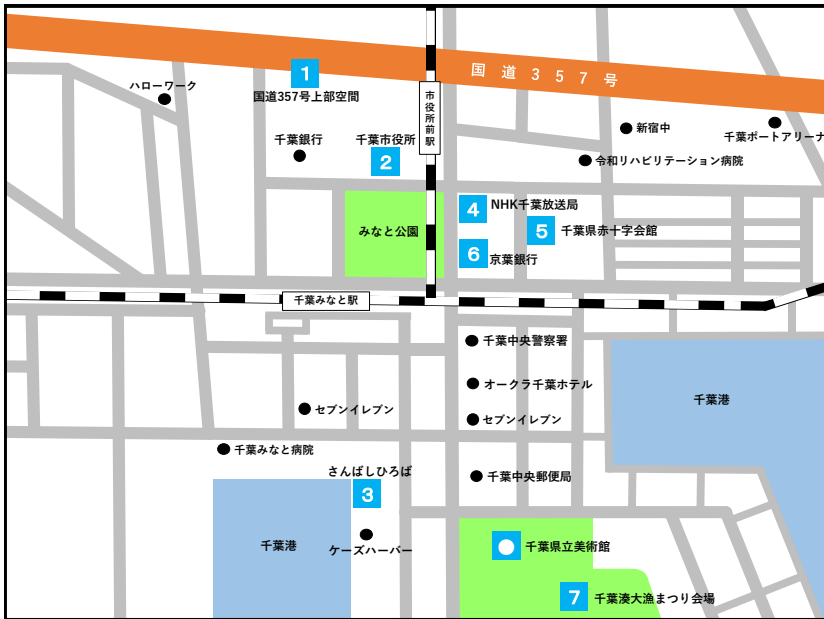 国道357号
1
ハローワーク
国道357号上部空間
市役所前駅
新宿中
千葉ポートアリーナ
千葉銀行
千葉市役所
2
令和リハビリテーション病院
4
NHK千葉放送局
みなと公園
5
千葉県赤十字会館
6
京葉銀行
千葉みなと駅
千葉中央警察署
オークラ千葉ホテル
千葉港
セブンイレブン
セブンイレブン
千葉みなと病院
さんばしひろば
3
千葉中央郵便局
千葉港
ケーズハーバー
千葉県立美術館
7
千葉湊大漁まつり会場